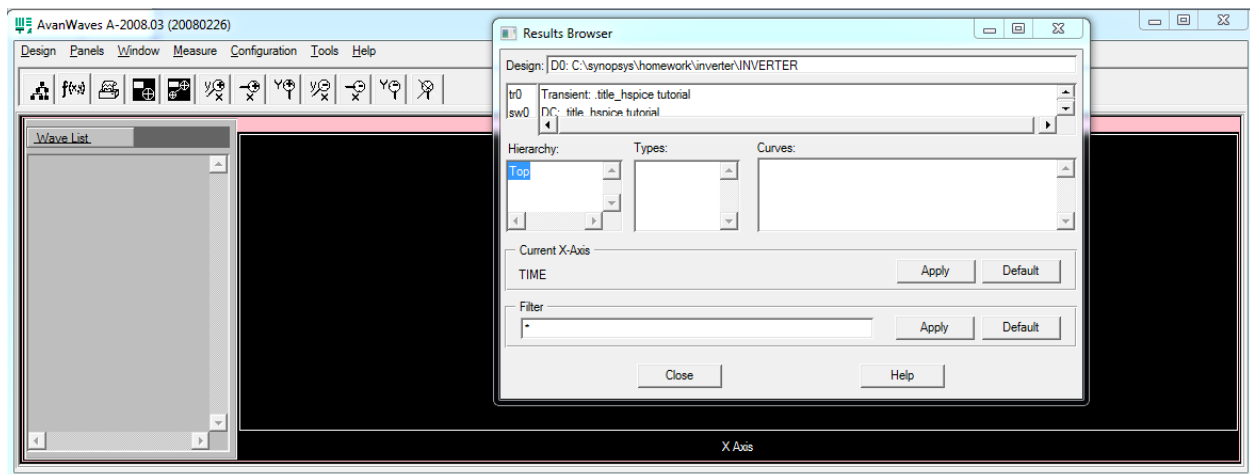 AvanWaves A-2008.03 (20080226)
Design Panels Window Measure Configuration Tools Help
f(x)
Wave List
X Axis
Results Browser
Design: D0: C:\synopsys\homework\inverter\INVERTER
tr0 Transient: .title_hspice tutorial
sw0 DC: .title_hspice tutorial
Hierarchy: Types: Curves:
Top
Current X-Axis
TIME Apply Default
Filter
* Apply Default
Close Help